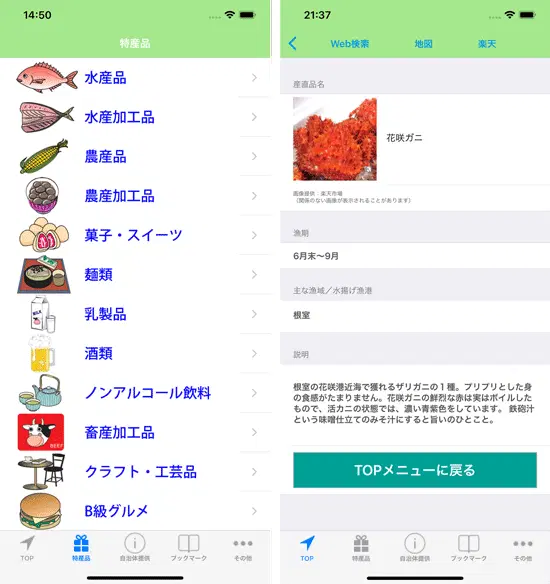 14:50
特産品
水産品
水産加工品
農産品
農産加工品
菓子・スイーツ
麺類
乳製品
酒類
ノンアルコール飲料
畜産加工品
クラフト・工芸品
B級グルメ
MILK
BEEF
TOP
特産品
自治体提供
ブックマーク
その他
21:37
Web検索
地図
楽天
産直品名
花咲ガニ
画像提供：楽天市場
（関係のない画像が表示されることがあります）
漁期
6月末〜9月
主な漁域／水揚げ漁港
根室
説明
根室の花咲港近海で獲れるザリガニの１種。プリプリとした身
の食感がたまりません。花咲ガニの鮮烈な赤は実はボイルした
もので、活カニの状態では、濃い青紫色をしています。 鉄砲汁
という味噌仕立てのみそ汁にすると旨いのひとこと。
TOPメニューに戻る
TOP
特産品
自治体提供
ブックマーク
その他